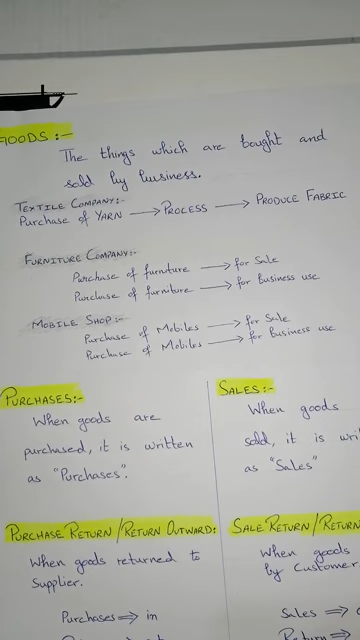 GOODS:-
The things which are bought and
sold by business.
TEXTILE COMPANY:-
Purchase of YARN → PROCESS → PRODUCE FABRIC
FURNITURE COMPANY:-
Purchase of furniture → for Sale
Purchase of furniture → for Business use
MOBILE SHOP:-
Purchase of Mobiles → for Sale
Purchase of Mobiles → for Business use
PURCHASES:-
When goods are
purchased, it is written
as "Purchases".
SALES:-
When goods
sold, it is wri
as "Sales"
PURCHASE RETURN/RETURN OUTWARD:
When goods returned to
Supplier.
Purchases ⇒ in
SALE RETURN/RETURN
When goods
by Customer.
Sales ⇒
Return ⇒